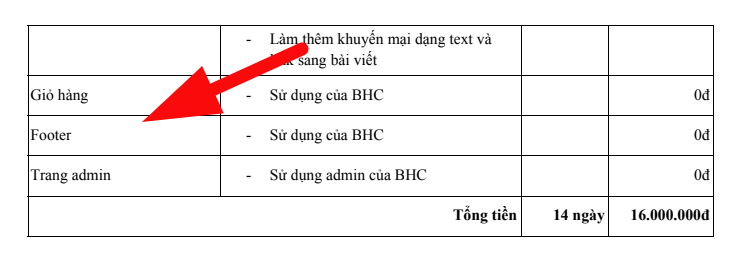 - Làm thêm khuyến mại dạng text và
sang bài viết
Giỏ hàng - Sử dụng của BHC 0đ
Footer - Sử dụng của BHC 0đ
Trang admin - Sử dụng admin của BHC 0đ
Tổng tiền 14 ngày 16.000.000đ